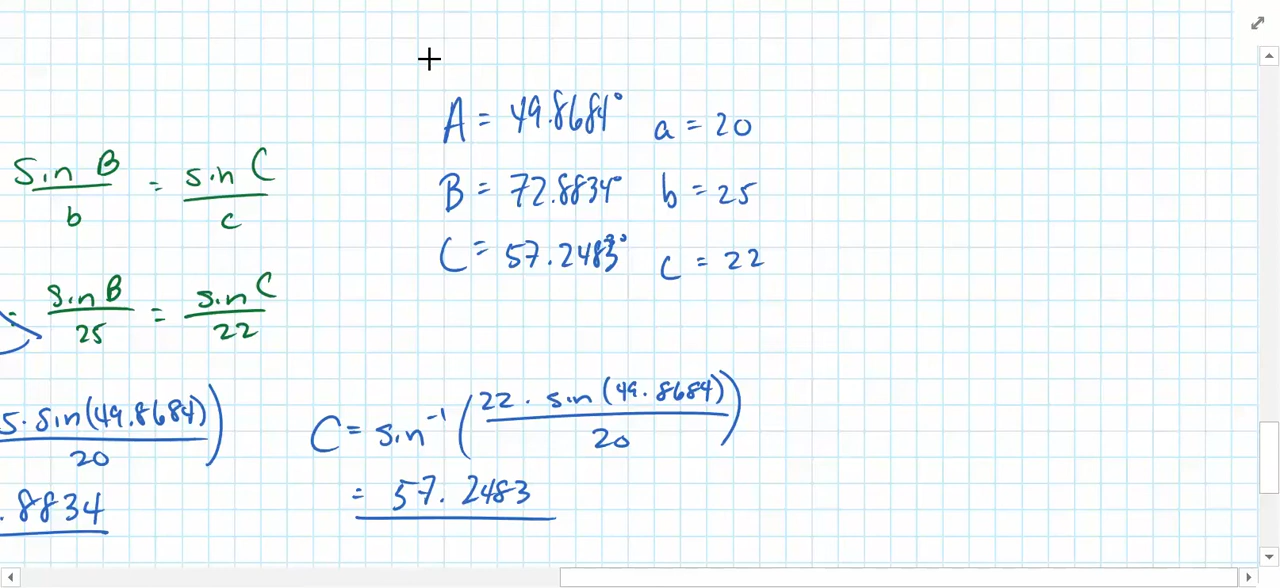 A = 49.8684° a = 20
sin B / b = sin C / c
B = 72.8834° b = 25
C = 57.2483° c = 22
= sin B / 25 = sin C / 22
5 · sin(49.8684) / 20 )
C = sin⁻¹ ( 22 · sin (49.8684) / 20 )
.8834
= 57.2483